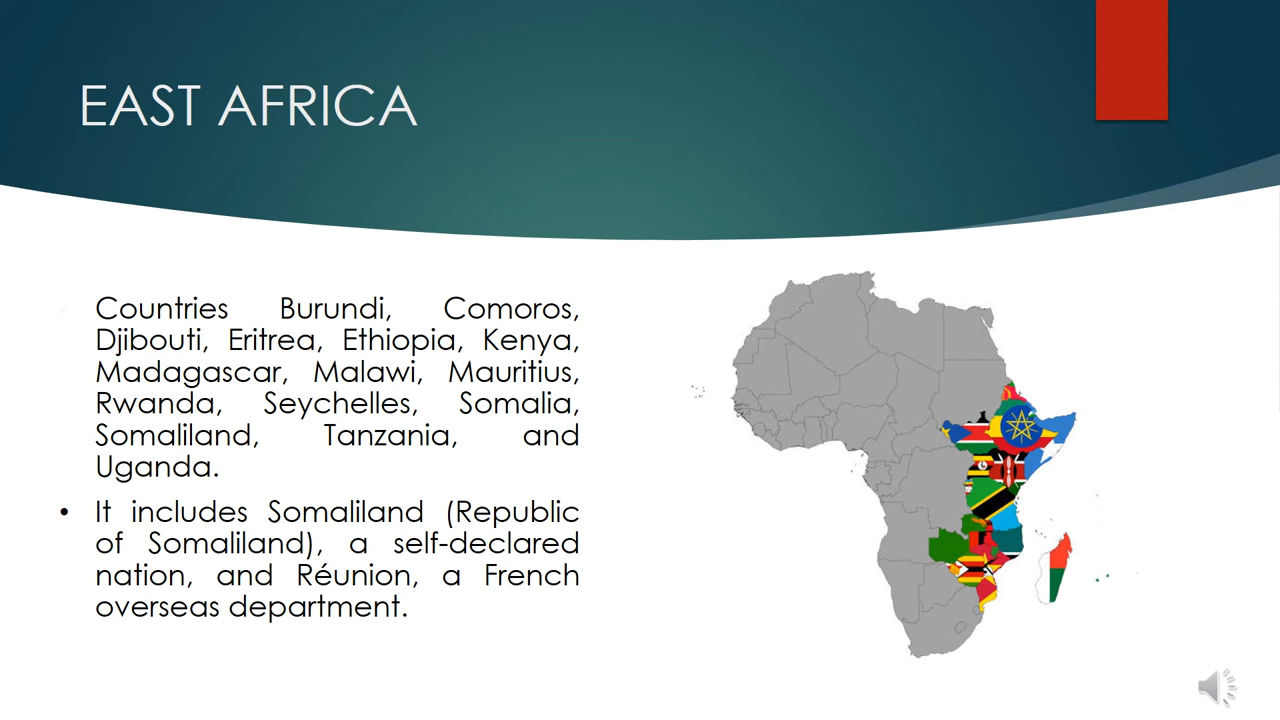 EAST AFRICA
Countries Burundi, Comoros,
Djibouti, Eritrea, Ethiopia, Kenya,
Madagascar, Malawi, Mauritius,
Rwanda, Seychelles, Somalia,
Somaliland, Tanzania, and
Uganda.
• It includes Somaliland (Republic
of Somaliland), a self-declared
nation, and Réunion, a French
overseas department.